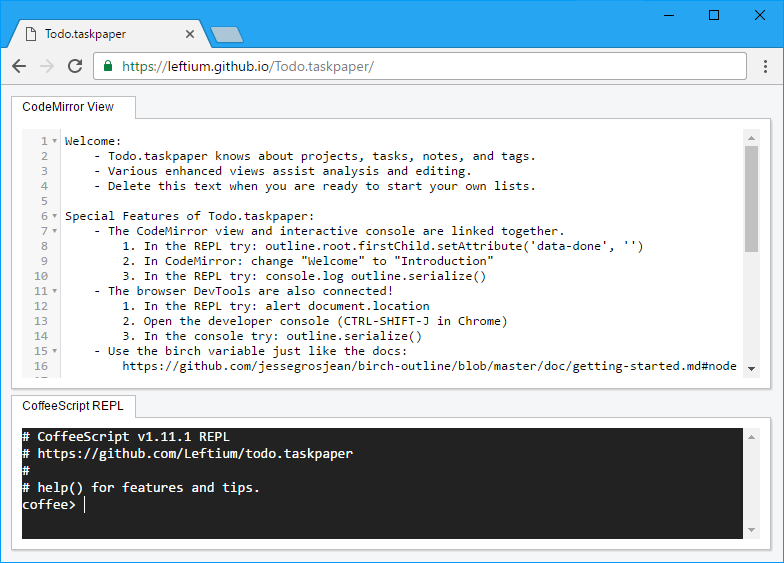 Todo.taskpaper
https://leftium.github.io/Todo.taskpaper/
CodeMirror View
1 Welcome:
2 - Todo.taskpaper knows about projects, tasks, notes, and tags.
3 - Various enhanced views assist analysis and editing.
4 - Delete this text when you are ready to start your own lists.
5
6 Special Features of Todo.taskpaper:
7 - The CodeMirror view and interactive console are linked together.
8 1. In the REPL try: outline.root.firstChild.setAttribute('data-done', '')
9 2. In CodeMirror: change "Welcome" to "Introduction"
10 3. In the REPL try: console.log outline.serialize()
11 - The browser DevTools are also connected!
12 1. In the REPL try: alert document.location
13 2. Open the developer console (CTRL-SHIFT-J in Chrome)
14 3. In the console try: outline.serialize()
15 - Use the birch variable just like the docs:
16 https://github.com/jessegrosjean/birch-outline/blob/master/doc/getting-started.md#node
CoffeeScript REPL
# CoffeeScript v1.11.1 REPL
# https://github.com/Leftium/todo.taskpaper
#
# help() for features and tips.
coffee>